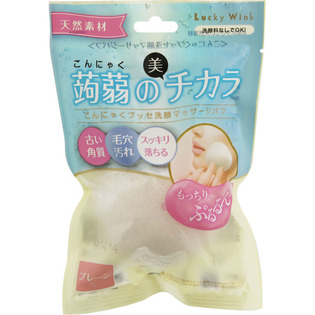 天然素材
Lucky Wink
洗顔料なしでOK!
こんにゃく
美
蒟蒻のチカラ
こんにゃくプッセ洗顔マッサージパフ
古い
角質
毛穴
汚れ
スッキリ
落ちる
もっちり
ぷるるん
プレーン